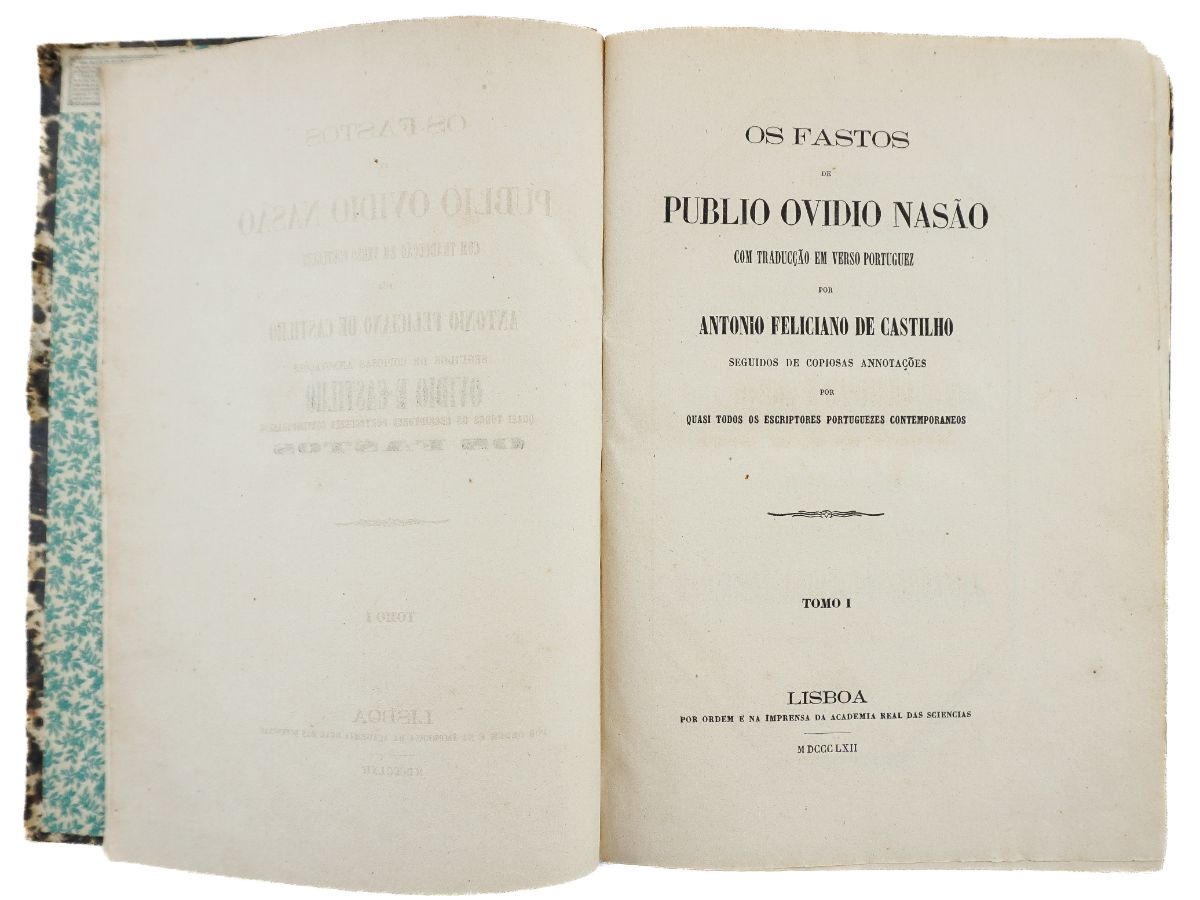 OS FASTOS
DE
PUBLIO OVIDIO NASÃO
COM TRADUCÇÃO EM VERSO PORTUGUEZ
POR
ANTONIO FELICIANO DE CASTILHO
SEGUIDOS DE COPIOSAS ANNOTAÇÕES
POR
QUASI TODOS OS ESCRIPTORES PORTUGUEZES CONTEMPORANEOS
TOMO I
LISBOA
POR ORDEM E NA IMPRENSA DA ACADEMIA REAL DAS SCIENCIAS
M DCCC LXII